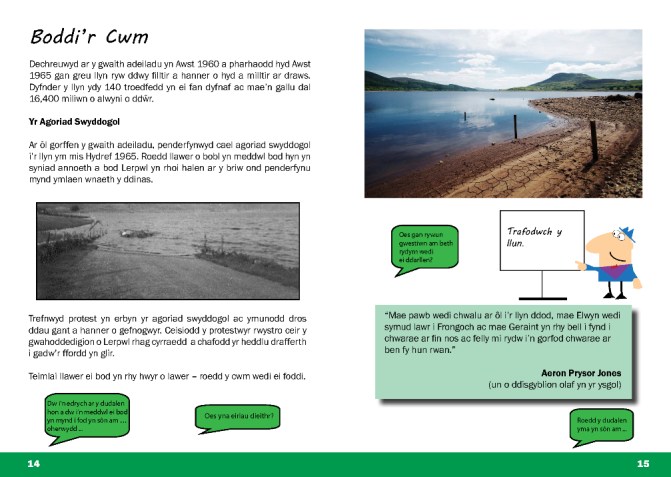 Boddi'r Cwm
Dechreuwyd ar y gwaith adeiladu yn Awst 1960 a pharhaodd hyd Awst
1965 gan greu llyn ryw ddwy filltir a hanner o hyd a milltir ar draws.
Dyfnder y llyn ydy 140 troedfedd yn ei fan dyfnaf ac mae'n gallu dal
16,400 miliwn o alwyni o ddŵr.
Yr Agoriad Swyddogol
Ar ôl gorffen y gwaith adeiladu, penderfynwyd cael agoriad swyddogol
i'r llyn ym mis Hydref 1965. Roedd llawer o bobl yn meddwl bod hyn yn
syniad annoeth a bod Lerpwl yn rhoi halen ar y briw ond penderfynu
mynd ymlaen wnaeth y ddinas.
Trefnwyd protest yn erbyn yr agoriad swyddogol ac ymunodd dros
ddau gant a hanner o gefnogwyr. Ceisiodd y protestwyr rwystro ceir y
gwahoddedigion o Lerpwl rhag cyrraedd a chafodd yr heddlu drafferth
i gadw'r ffordd yn glir.
Teimlai llawer ei bod yn rhy hwyr o lawer – roedd y cwm wedi ei foddi.
Dw i'n edrych ar y dudalen
hon a dw i'n meddwl ei bod
yn mynd i fod yn sôn am ....
oherwydd ...
Oes yna eiriau dieithr?
14
Oes gan rywun
gwestiwn am beth
rydym wedi
ei ddarllen?
Trafodwch y
llun.
"Mae pawb wedi chwalu ar ôl i'r llyn ddod, mae Elwyn wedi
symud lawr i Frongoch ac mae Geraint yn rhy bell i fynd i
chwarae ar fin nos ac felly mi rydw i'n gorfod chwarae ar
ben fy hun rwan."
Aeron Prysor Jones
(un o ddisgyblion olaf yn yr ysgol)
Roedd y dudalen
yma yn sôn am ...
15